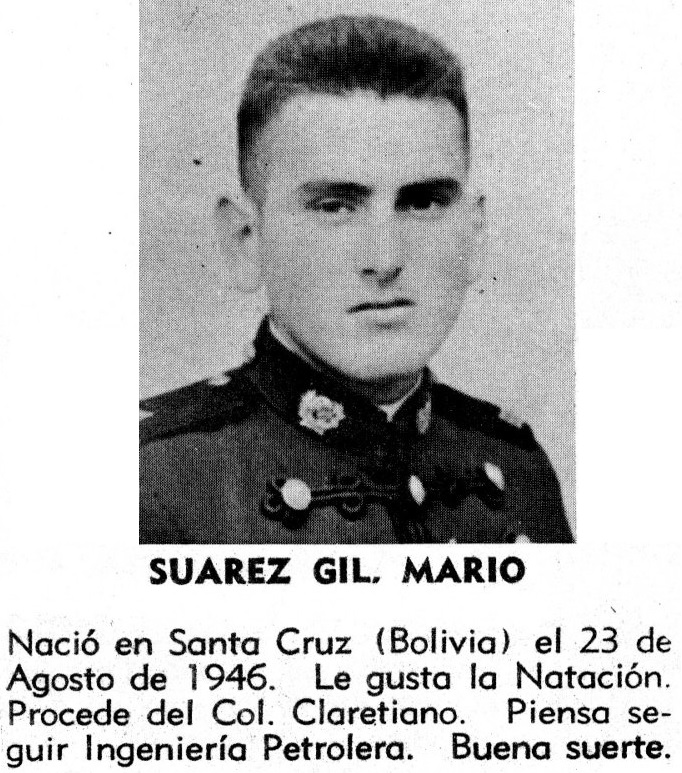 SUAREZ GIL. MARIO
Nació en Santa Cruz (Bolivia) el 23 de
Agosto de 1946. Le gusta la Natación.
Procede del Col. Claretiano. Piensa se-
guir Ingeniería Petrolera. Buena suerte.